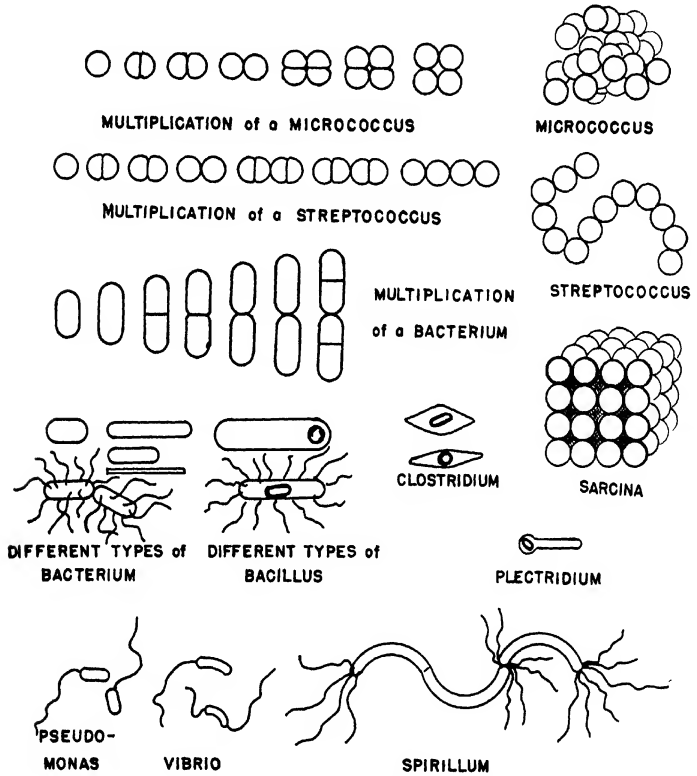 MULTIPLICATION of a MICROCOCCUS
MICROCOCCUS
MULTIPLICATION of a STREPTOCOCCUS
STREPTOCOCCUS
MULTIPLICATION
of a BACTERIUM
SARCINA
CLOSTRIDIUM
DIFFERENT TYPES of
BACTERIUM
DIFFERENT TYPES of
BACILLUS
PLECTRIDIUM
PSEUDO-
MONAS
VIBRIO
SPIRILLUM